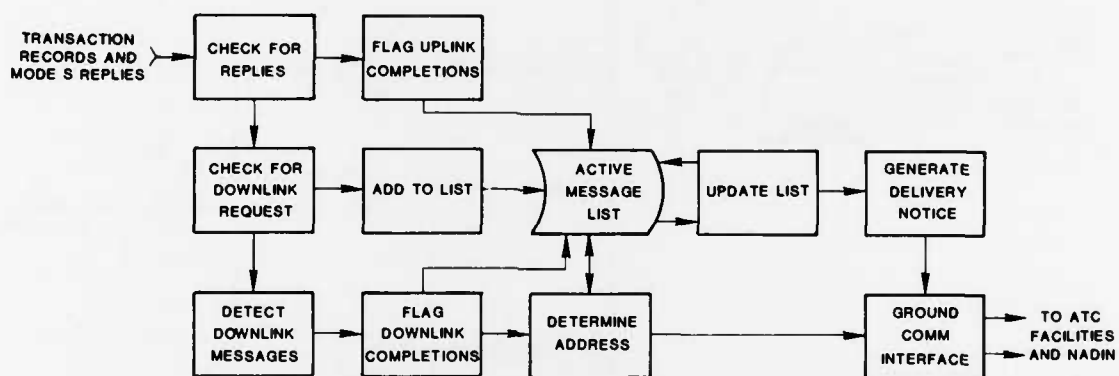 TRANSACTION
RECORDS AND
MODE S REPLIES
CHECK FOR
REPLIES
FLAG UPLINK
COMPLETIONS
CHECK FOR
DOWNLINK
REQUEST
ADD TO LIST
ACTIVE
MESSAGE
LIST
UPDATE LIST
GENERATE
DELIVERY
NOTICE
DETECT
DOWNLINK
MESSAGES
FLAG
DOWNLINK
COMPLETIONS
DETERMINE
ADDRESS
GROUND
COMM
INTERFACE
TO ATC
FACILITIES
AND NADIN